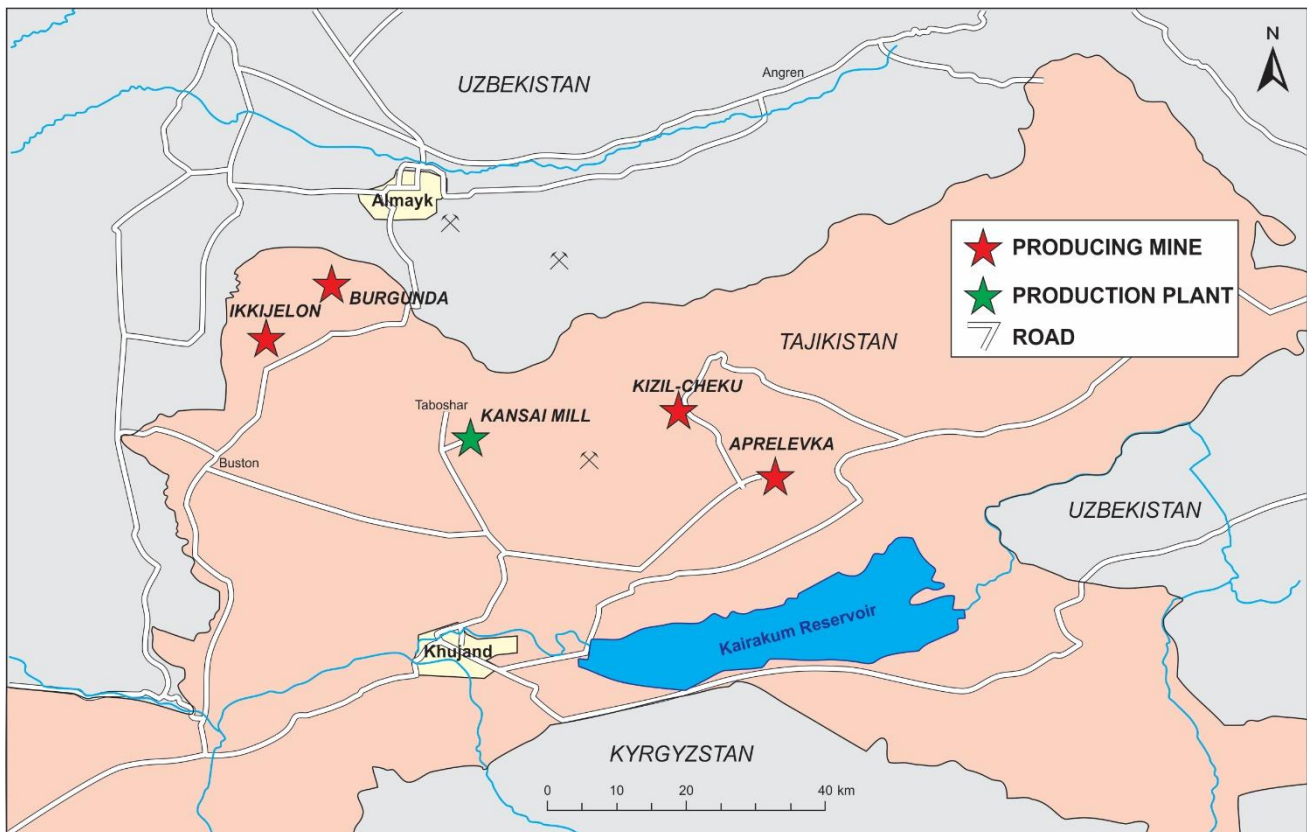 N
UZBEKISTAN
Angren
Almayk
PRODUCING MINE
PRODUCTION PLANT
ROAD
BURGUNDA
IKKIJELON
TAJIKISTAN
KIZIL-CHEKU
Taboshar
KANSAI MILL
APRELEVKA
Buston
UZBEKISTAN
Kairakum Reservoir
Khujand
KYRGYZSTAN
0 10 20 40 km